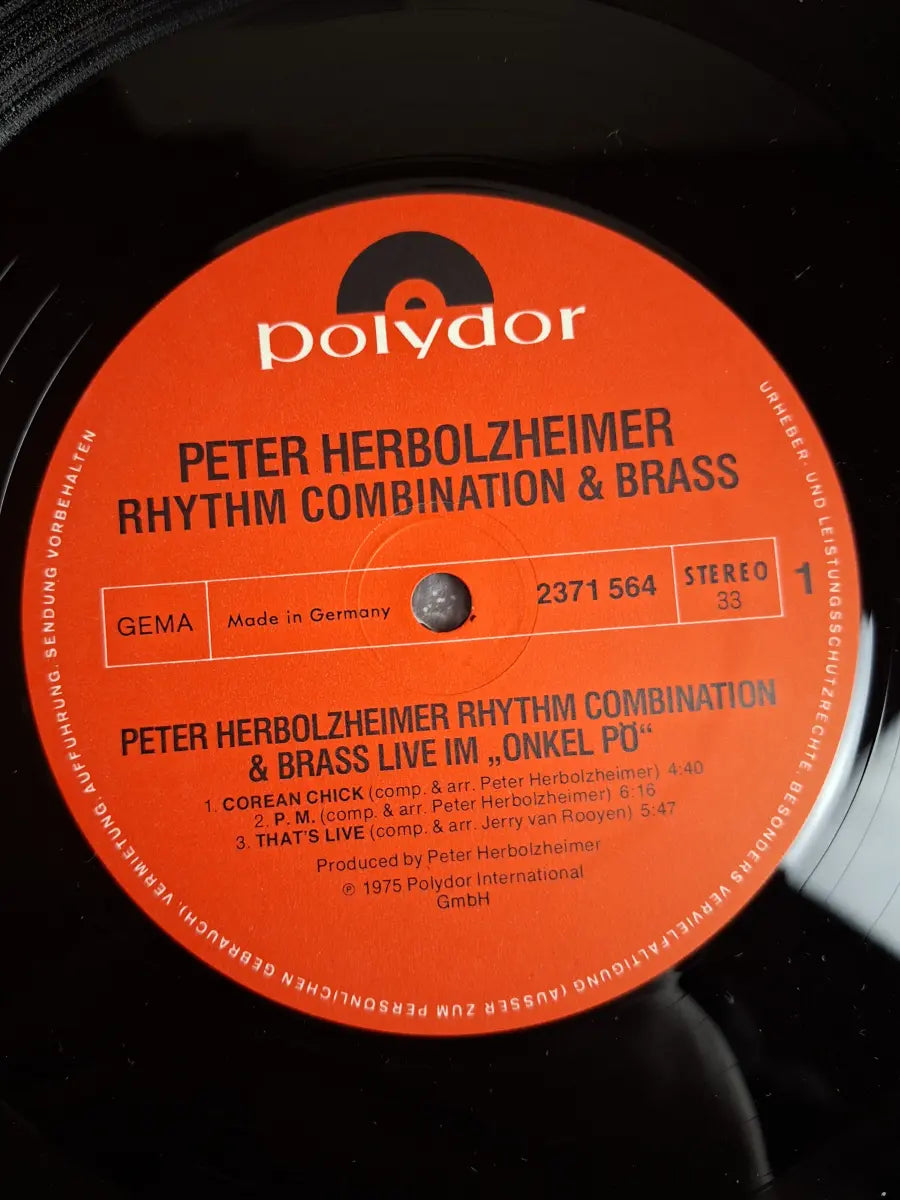 polydor
PETER HERBOLZHEIMER
RHYTHM COMBINATION & BRASS
GEMA
Made in Germany
2371 564
STEREO
33
1
PETER HERBOLZHEIMER RHYTHM COMBINATION
& BRASS LIVE IM „ONKEL PÖ“
1. COREAN CHICK (comp. & arr. Peter Herbolzheimer) 4:40
2. P. M. (comp. & arr. Peter Herbolzheimer) 6:16
3. THAT'S LIVE (comp. & arr. Jerry van Rooyen) 5:47
Produced by Peter Herbolzheimer
℗ 1975 Polydor International
GmbH
URHEBER- UND LEISTUNGSSCHUTZRECHTE, BESONDERS VERVIELFÄLTIGUNG (AUSSER ZUM PERSÖNLICHEN GEBRAUCH), VERMIETUNG, AUFFÜHRUNG, SENDUNG VORBEHALTEN